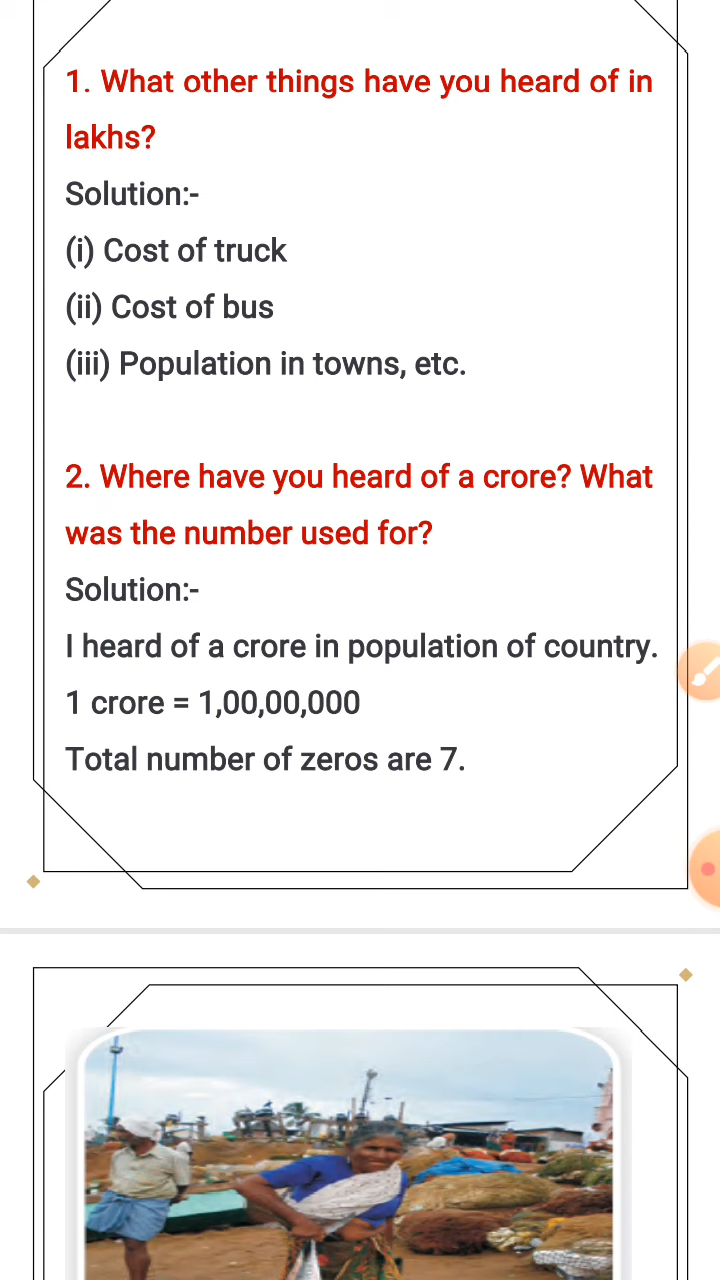 1. What other things have you heard of in
lakhs?
Solution:-
(i) Cost of truck
(ii) Cost of bus
(iii) Population in towns, etc.
2. Where have you heard of a crore? What
was the number used for?
Solution:-
I heard of a crore in population of country.
1 crore = 1,00,00,000
Total number of zeros are 7.